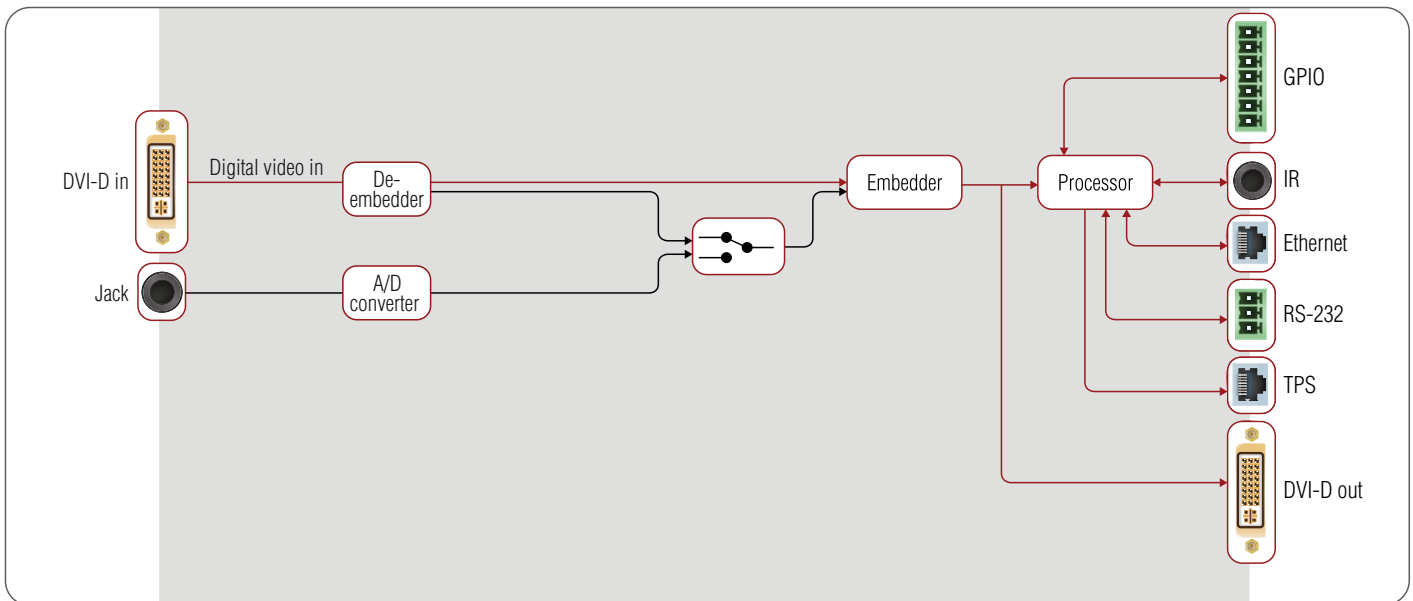 GPIO
DVI-D in
Digital video in
De-
embedder
Embedder
Processor
IR
Ethernet
Jack
A/D
converter
RS-232
TPS
DVI-D out